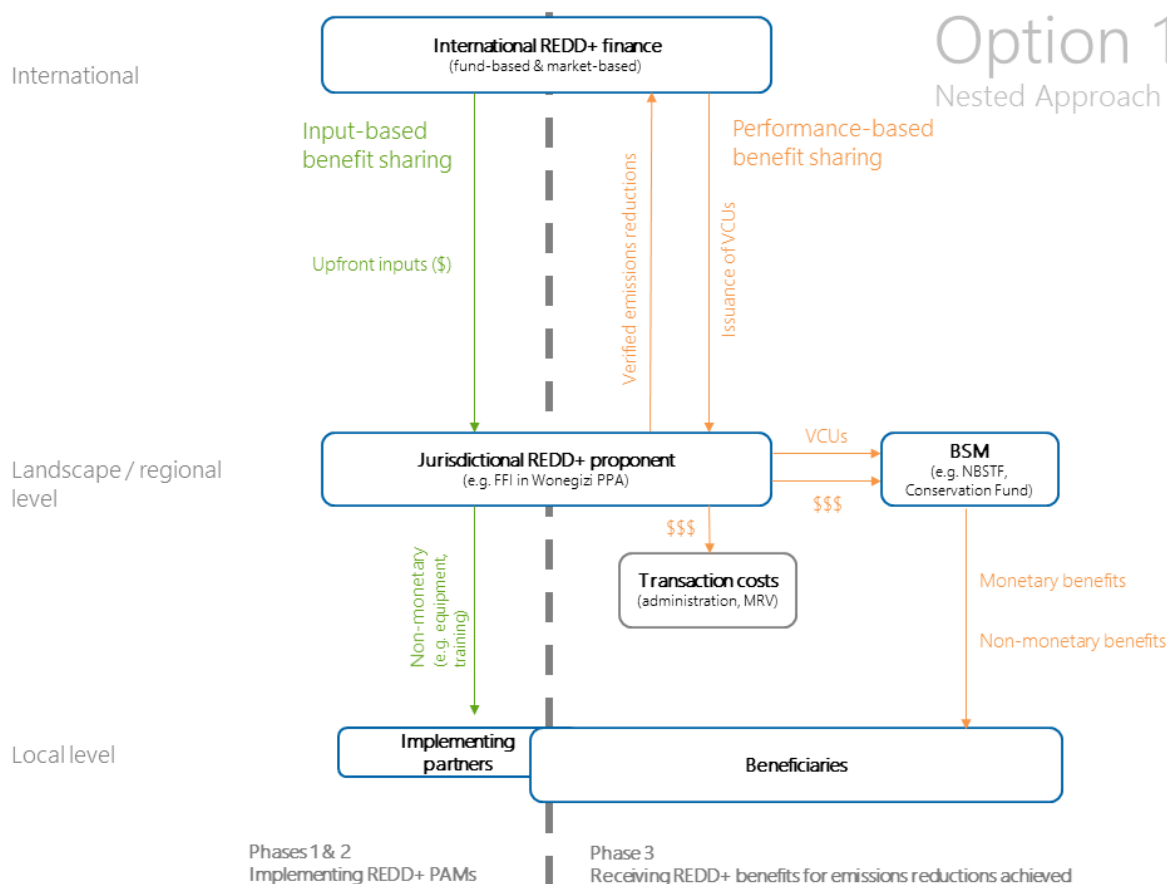 Option 1
Nested Approach
International
International REDD+ finance
(fund-based & market-based)
Input-based
benefit sharing
Performance-based
benefit sharing
Upfront inputs ($)
Verified emissions reductions
Issuance of VCUs
Landscape / regional
level
Jurisdictional REDD+ proponent
(e.g. FFI in Wonegizi PPA)
VCUs
$$$
BSM
(e.g. NBSTF,
Conservation Fund)
$$$
Transaction costs
(administration, MRV)
Non-monetary
(e.g. equipment,
training)
Monetary benefits
Non-monetary benefits
Local level
Implementing
partners
Beneficiaries
Phases 1 & 2
Implementing REDD+ PAMs
Phase 3
Receiving REDD+ benefits for emissions reductions achieved